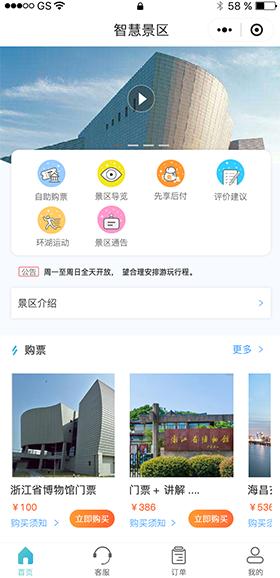 GS 58 %
智慧景区
自助购票 景区导览 先享后付 评价建议
环湖运动 景区通告
公告 周一至周日全天开放， 望合理安排游玩行程。
景区介绍
购票 更多
浙江省博物馆
浙江省博物馆门票 门票 + 讲解 .... 海昌
￥100 ￥386 ￥536
购买须知 立即购买 购买须知 立即购买 购买须
首页 客服 订单 我的